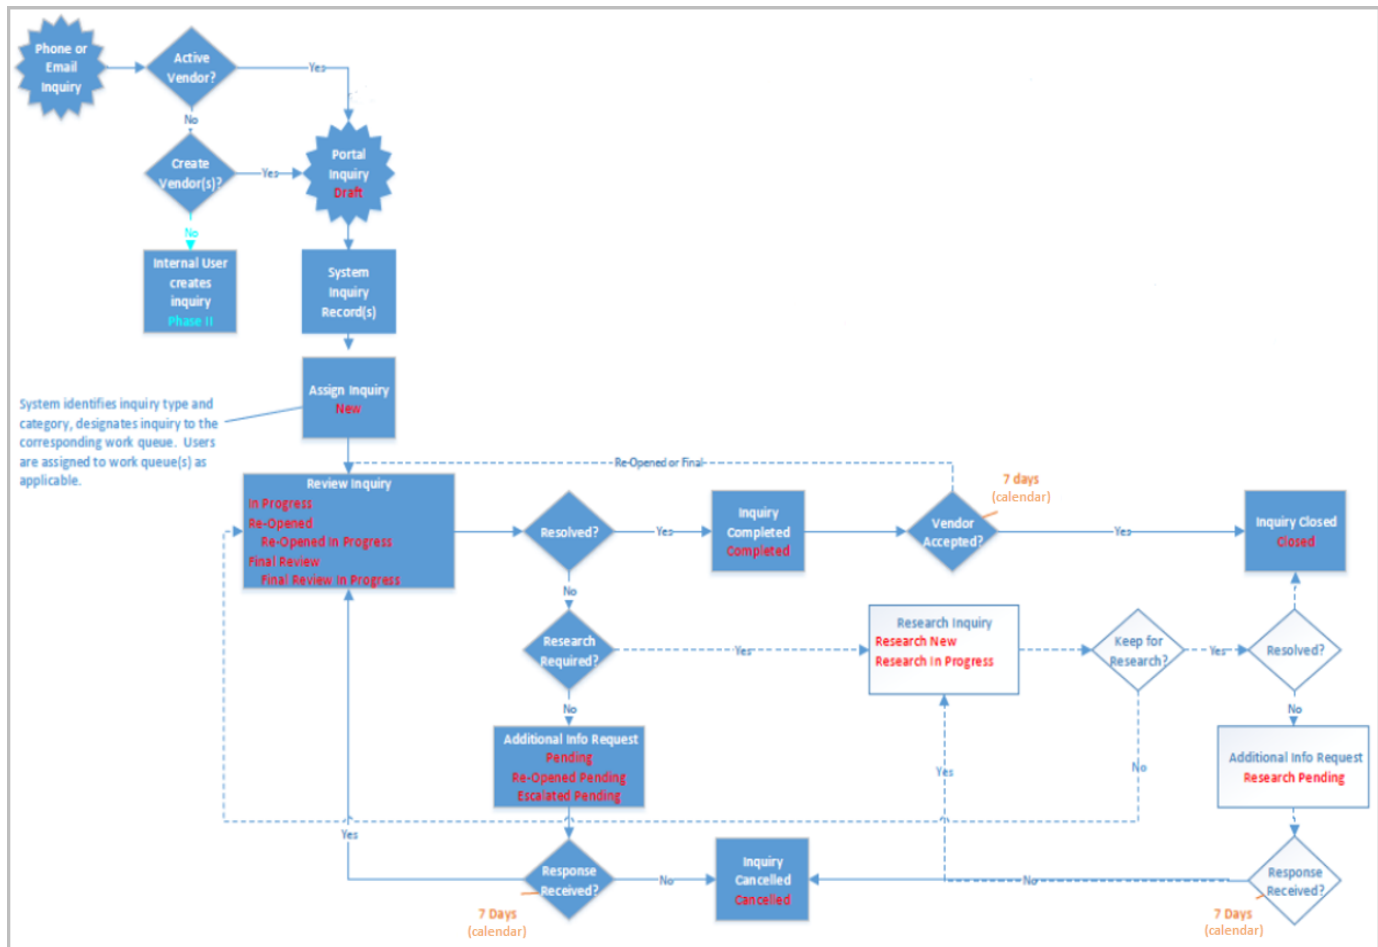 Phone or
Email
Inquiry
Active
Vendor?
Yes
No
Create
Vendor(s)?
Yes
Portal
Inquiry
Draft
No
Internal User
creates
inquiry
Phase II
System
Inquiry
Record(s)
Assign Inquiry
New
System identifies inquiry type and
category, designates inquiry to the
corresponding work queue. Users
are assigned to work queue(s) as
applicable.
Re-Opened or Final
Review Inquiry
In Progress
Re-Opened
Re-Opened In Progress
Final Review
Final Review In Progress
Resolved?
Yes
Inquiry
Completed
Completed
7 days
(calendar)
Vendor
Accepted?
Yes
Inquiry Closed
Closed
No
Research
Required?
Yes
Research Inquiry
Research New
Research In Progress
Keep for
Research?
Yes
Resolved?
No
Additional Info Request
Pending
Re-Opened Pending
Escalated Pending
Yes
No
No
Additional Info Request
Research Pending
Yes
Response
Received?
7 Days
(calendar)
No
Inquiry
Cancelled
Cancelled
No
Response
Received?
7 Days
(calendar)